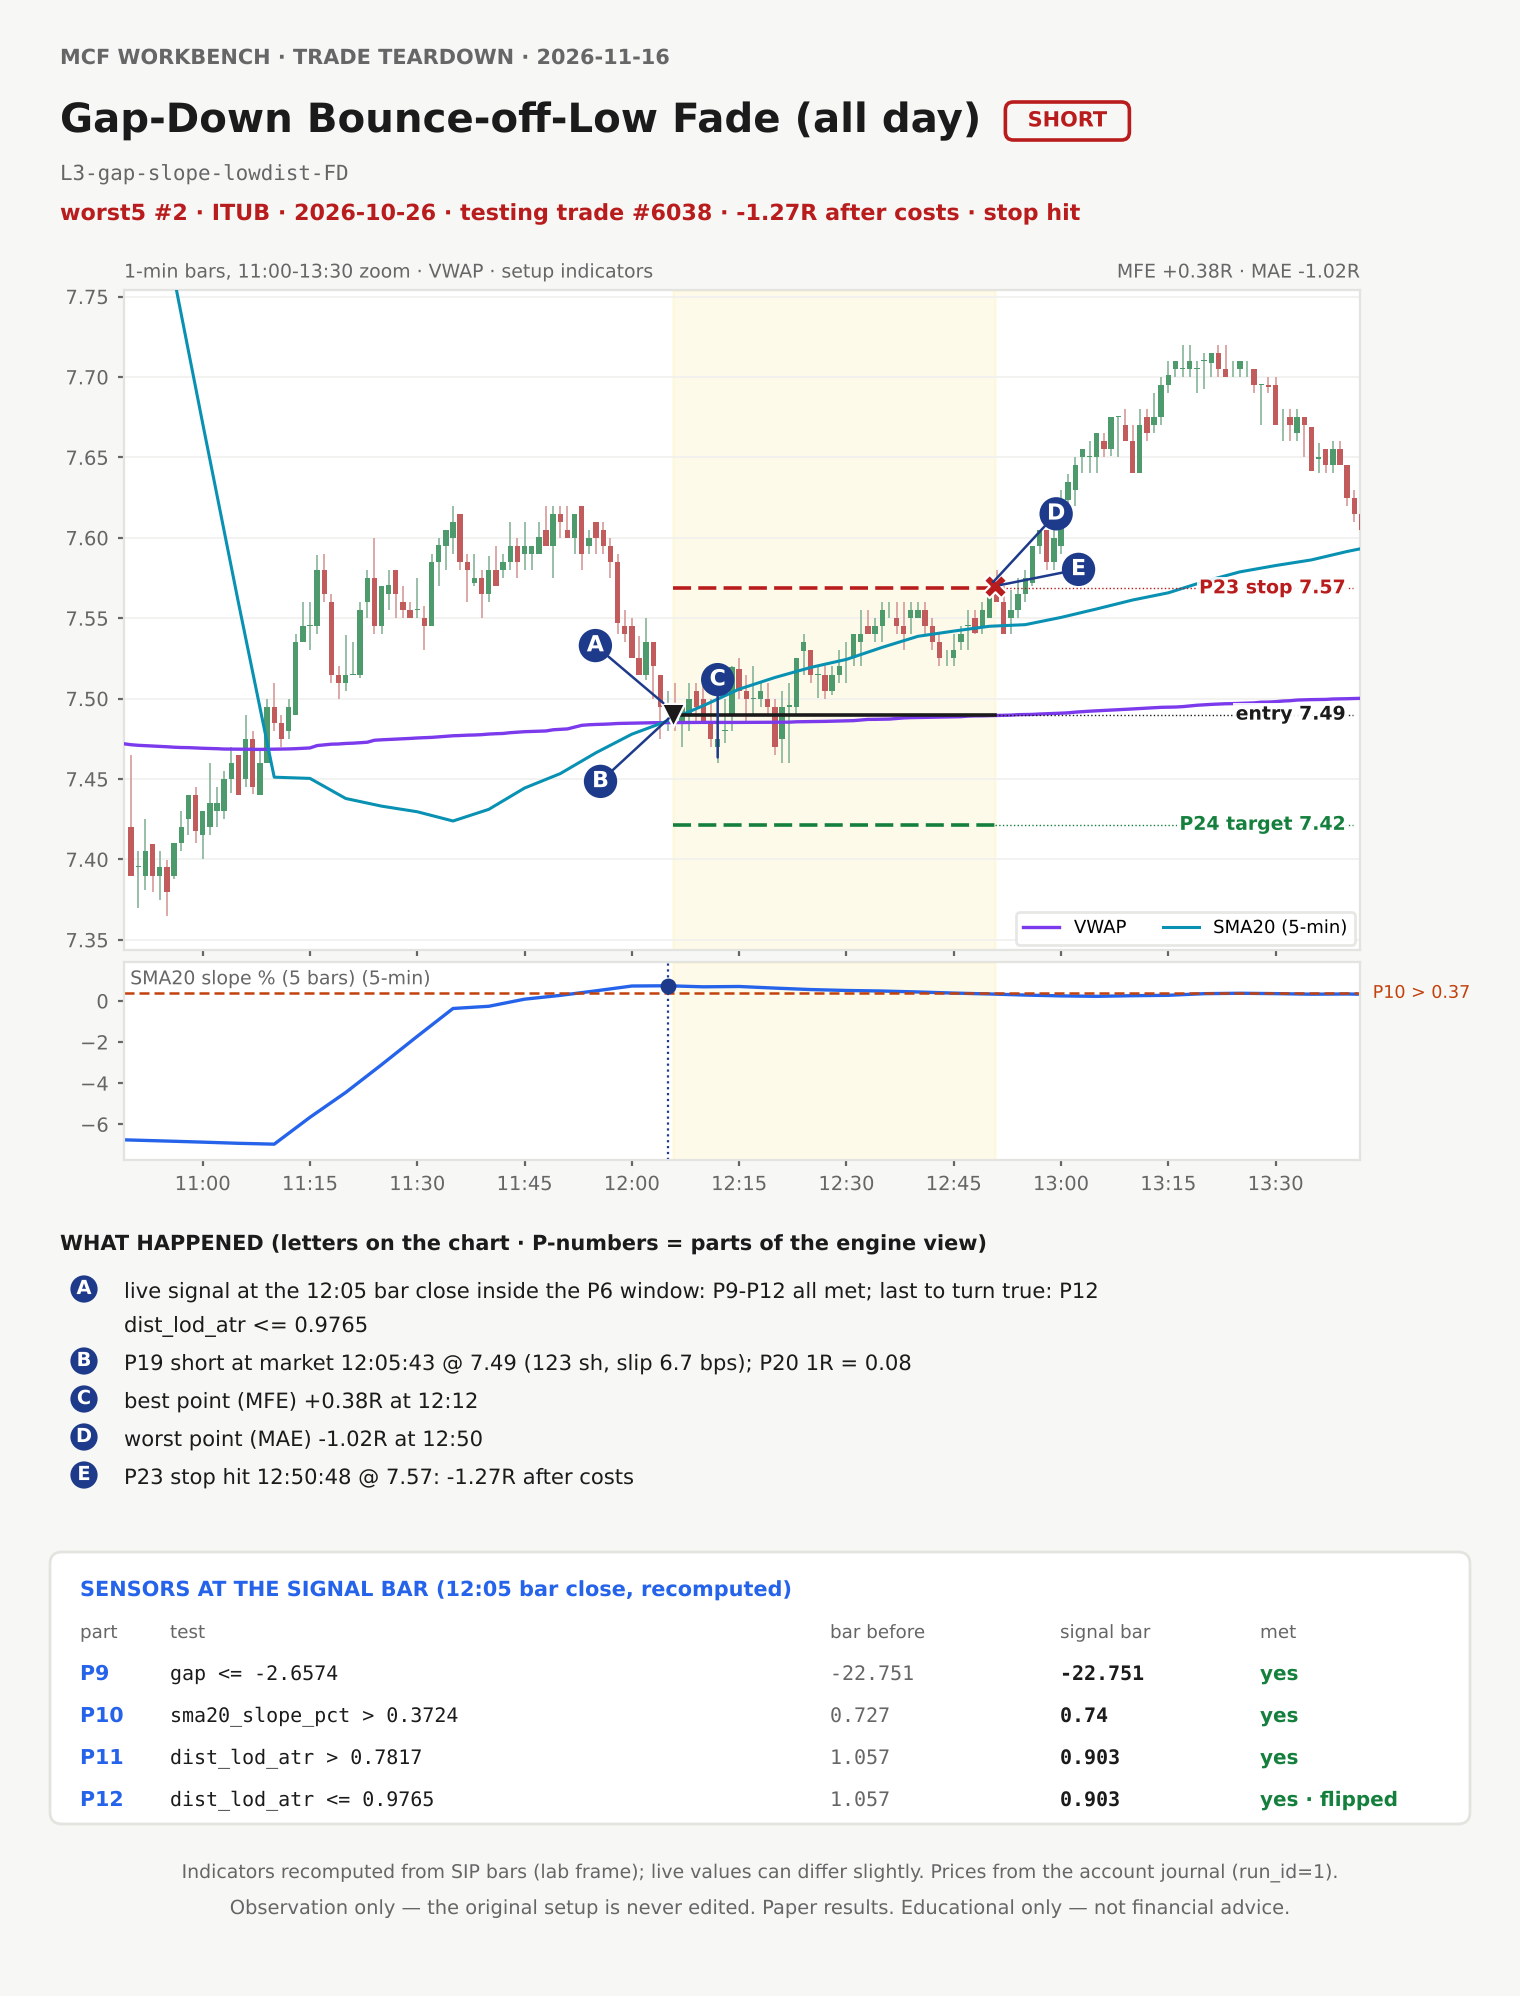 MCF WORKBENCH · TRADE TEARDOWN · 2026-11-16
Gap-Down Bounce-off-Low Fade (all day) SHORT
L3-gap-slope-lowdist-FD
worst5 #2 · ITUB · 2026-10-26 · testing trade #6038 · -1.27R after costs · stop hit
1-min bars, 11:00-13:30 zoom · VWAP · setup indicators MFE +0.38R · MAE -1.02R
7.75
7.70
7.65
7.60
7.55
7.50
7.45
7.40
7.35
D
E
A
C
B
P23 stop 7.57
entry 7.49
P24 target 7.42
VWAP SMA20 (5-min)
SMA20 slope % (5 bars) (5-min)
0
−2
−4
−6
P10 > 0.37
11:00 11:15 11:30 11:45 12:00 12:15 12:30 12:45 13:00 13:15 13:30
WHAT HAPPENED (letters on the chart · P-numbers = parts of the engine view)
A live signal at the 12:05 bar close inside the P6 window: P9-P12 all met; last to turn true: P12
dist_lod_atr <= 0.9765
B P19 short at market 12:05:43 @ 7.49 (123 sh, slip 6.7 bps); P20 1R = 0.08
C best point (MFE) +0.38R at 12:12
D worst point (MAE) -1.02R at 12:50
E P23 stop hit 12:50:48 @ 7.57: -1.27R after costs
SENSORS AT THE SIGNAL BAR (12:05 bar close, recomputed)
part test bar before signal bar met
P9 gap <= -2.6574 -22.751 -22.751 yes
P10 sma20_slope_pct > 0.3724 0.727 0.74 yes
P11 dist_lod_atr > 0.7817 1.057 0.903 yes
P12 dist_lod_atr <= 0.9765 1.057 0.903 yes · flipped
Indicators recomputed from SIP bars (lab frame); live values can differ slightly. Prices from the account journal (run_id=1).
Observation only — the original setup is never edited. Paper results. Educational only — not financial advice.